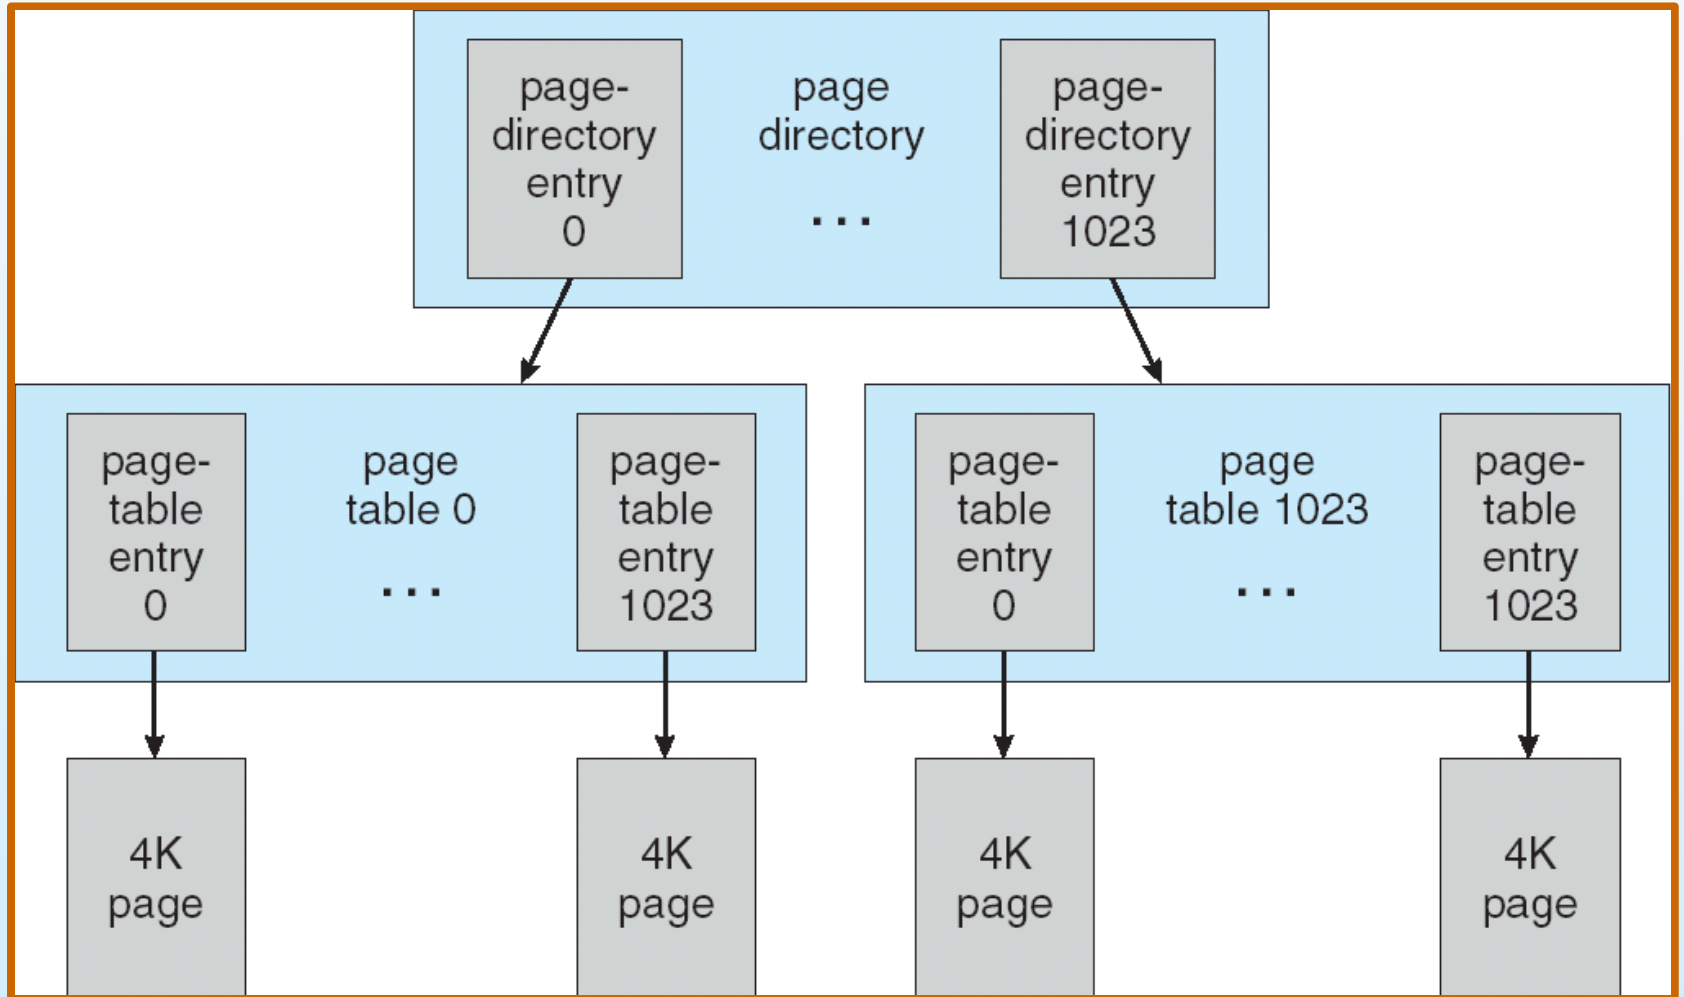 page-
directory
entry
0
page
directory
...
page-
directory
entry
1023
page-
table
entry
0
page
table 0
...
page-
table
entry
1023
page-
table
entry
0
page
table 1023
...
page-
table
entry
1023
4K
page
4K
page
4K
page
4K
page